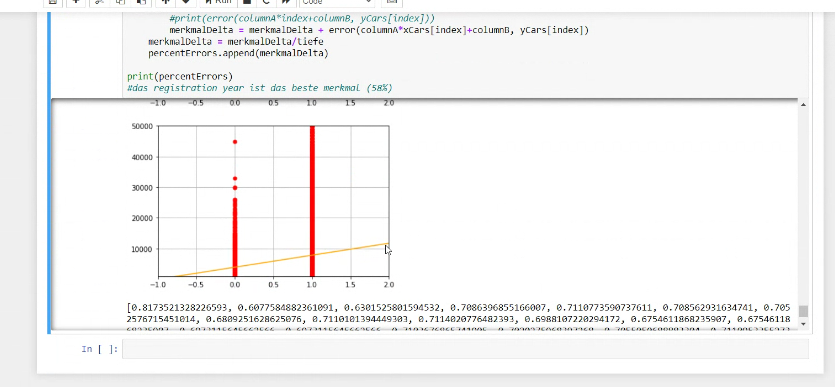 Run
Code
#print(error(columnA*index+columnB, yCars[index]))
merkmalDelta = merkmalDelta + error(columnA*xCars[index]+columnB, yCars[index])
merkmalDelta = merkmalDelta/tiefe
percentErrors.append(merkmalDelta)
print(percentErrors)
#das registration year ist das beste merkmal (58%)
−1.0 −0.5 0.0 0.5 1.0 1.5 2.0
50000
40000
30000
20000
10000
−1.0 −0.5 0.0 0.5 1.0 1.5 2.0
[0.8173521328226593, 0.6077584882361091, 0.6301525801594532, 0.7086396855166007, 0.7110773590737611, 0.708562931634741, 0.705
2576715451014, 0.6809251628625076, 0.7110101394449303, 0.7114020776482393, 0.6988107220294172, 0.6754611868235907, 0.67546118
In [ ]: